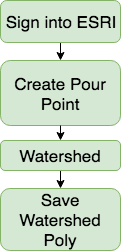 Sign into ESRI
Create Pour
Point
Watershed
Save
Watershed
Poly